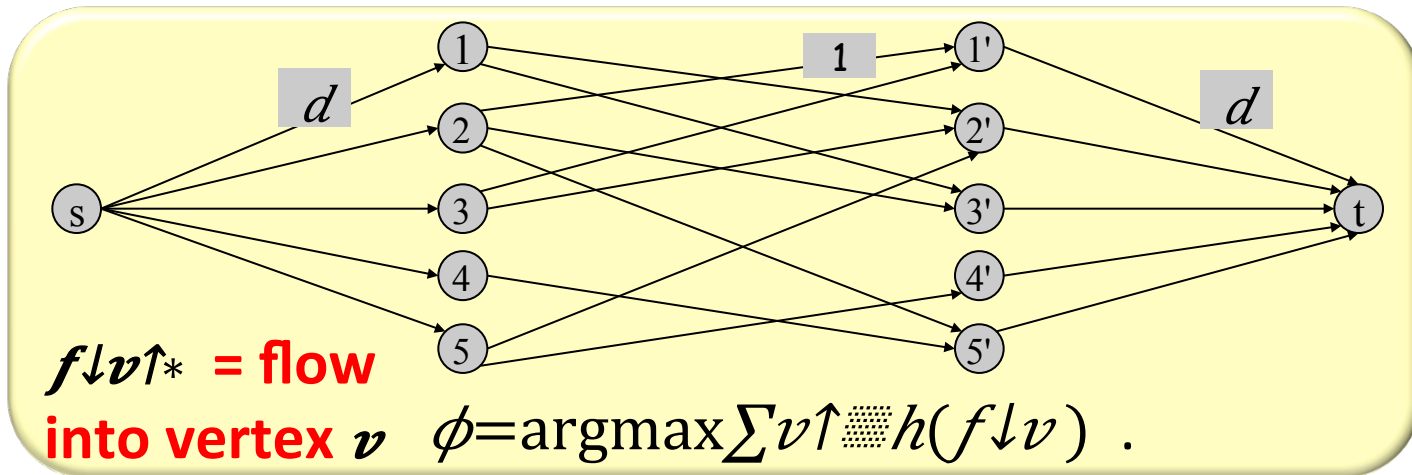 1 1'
1
d d
2 2'
s 3 3' t
4 4'
5 5'
f↓v↑* = flow
into vertex v ϕ=argmax∑v↑▒h(f↓v) .